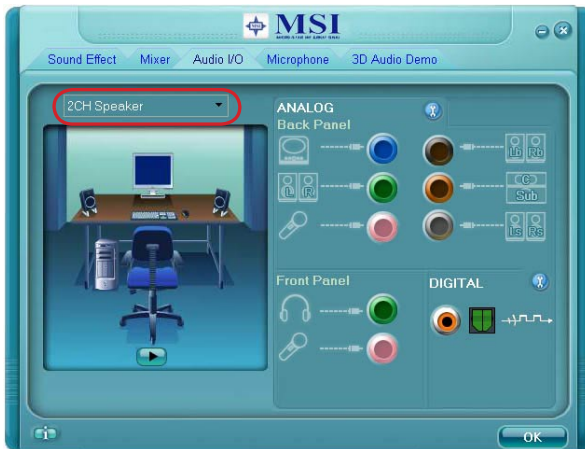 MSI
Sound Effect Mixer Audio I/O Microphone 3D Audio Demo
2CH Speaker
ANALOG
Back Panel
Lb Rb
L R
C
Sub
Ls Rs
Front Panel
DIGITAL
OK